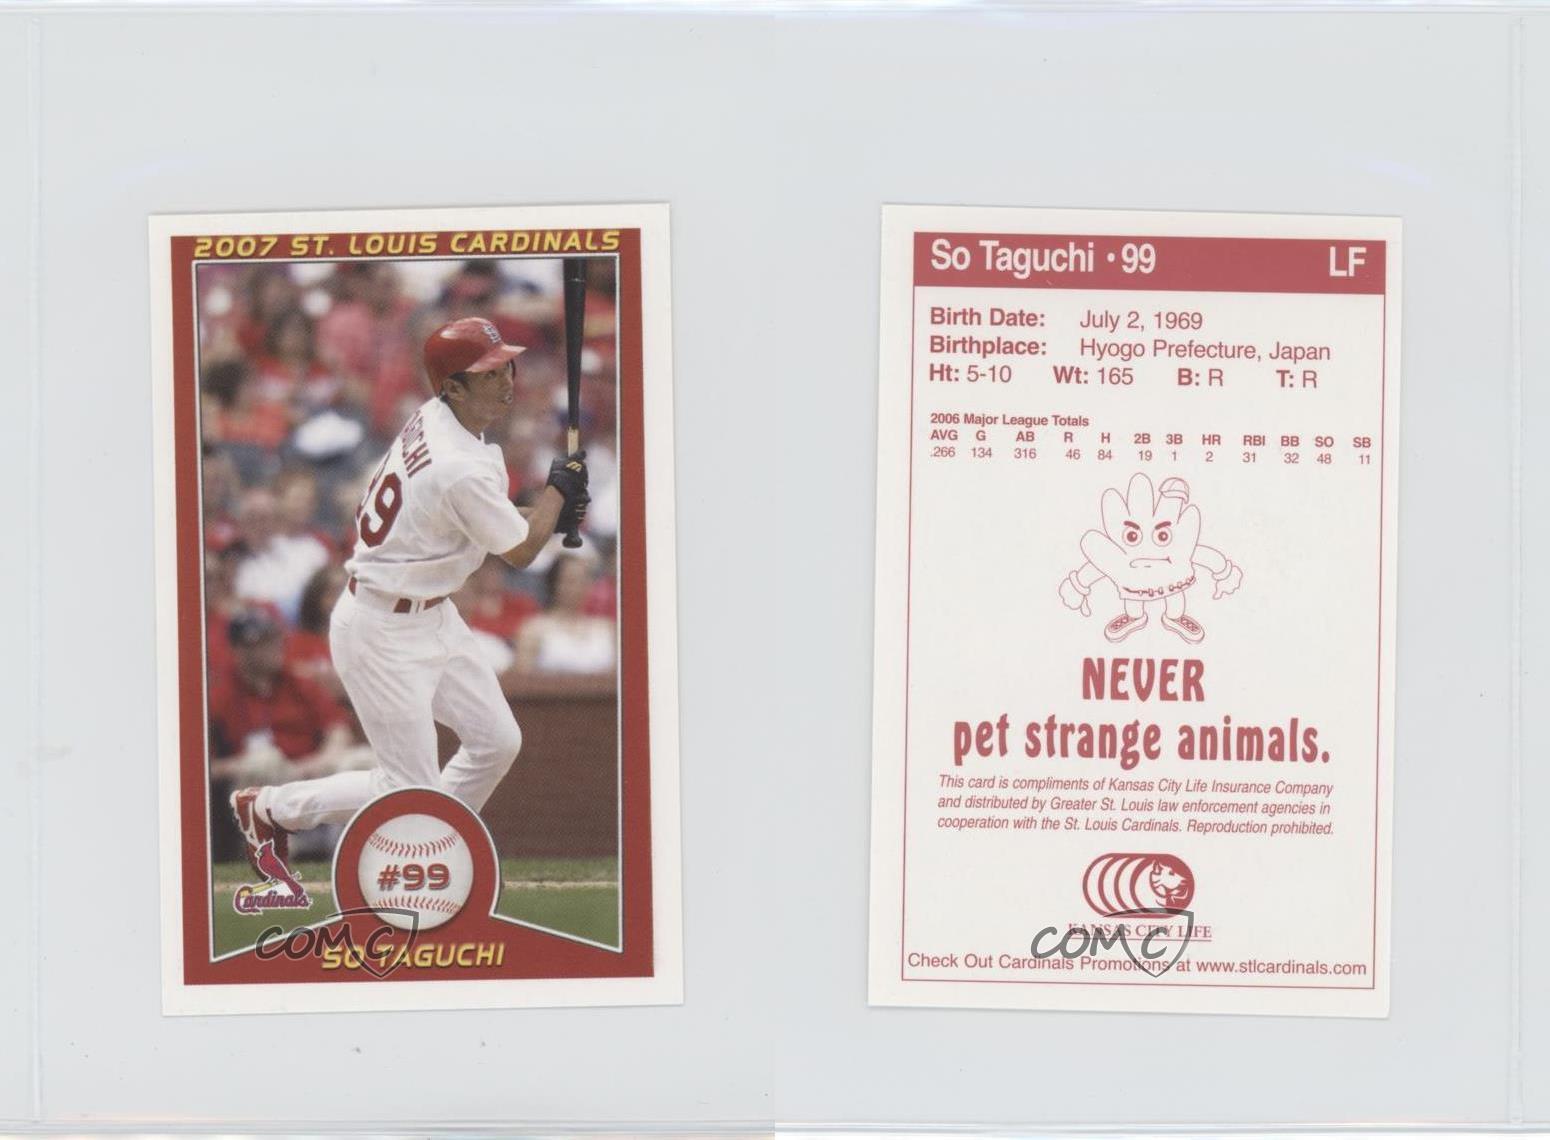 2007 ST. LOUIS CARDINALS
TAGUCHI
99
#99
Cardinals
COMC
SO TAGUCHI
So Taguchi • 99 LF
Birth Date: July 2, 1969
Birthplace: Hyogo Prefecture, Japan
Ht: 5-10 Wt: 165 B: R T: R
2006 Major League Totals
AVG G AB R H 2B 3B HR RBI BB SO SB
.266 134 316 46 84 19 1 2 31 32 48 11
NEVER
pet strange animals.
This card is compliments of Kansas City Life Insurance Company
and distributed by Greater St. Louis law enforcement agencies in
cooperation with the St. Louis Cardinals. Reproduction prohibited.
KANSAS CITY LIFE
COMC
Check Out Cardinals Promotions at www.stlcardinals.com